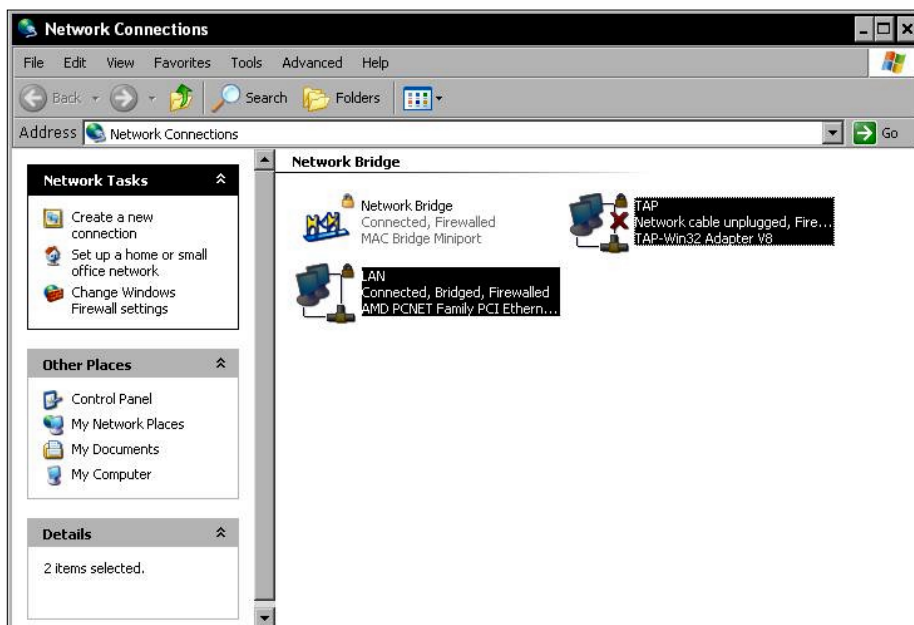 Network Connections
File Edit View Favorites Tools Advanced Help
Back Search Folders
Address Network Connections Go
Network Tasks
Create a new
connection
Set up a home or small
office network
Change Windows
Firewall settings
Other Places
Control Panel
My Network Places
My Documents
My Computer
Details
2 items selected.
Network Bridge
Network Bridge
Connected, Firewalled
MAC Bridge Miniport
TAP
Network cable unplugged, Fire...
TAP-Win32 Adapter V8
LAN
Connected, Bridged, Firewalled
AMD PCNET Family PCI Ethern...